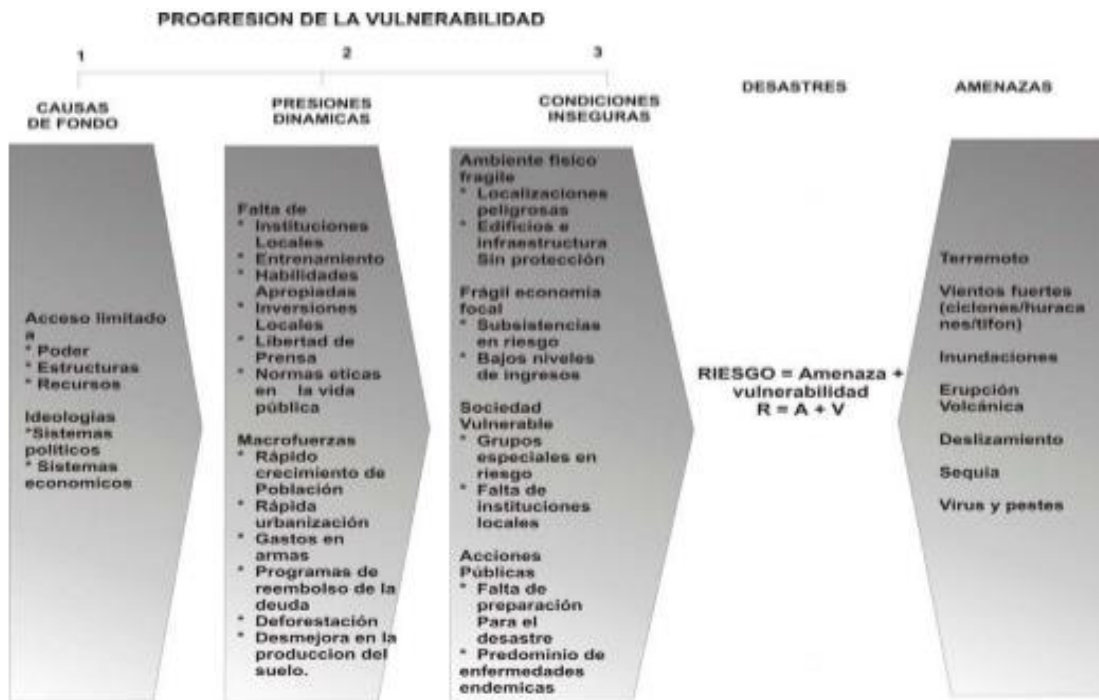 PROGRESION DE LA VULNERABILIDAD
1
2
3
CAUSAS
DE FONDO
PRESIONES
DINAMICAS
CONDICIONES
INSEGURAS
DESASTRES
AMENAZAS
Acceso limitado
a
* Poder
* Estructuras
* Recursos
Ideologias
*Sistemas
políticos
* Sistemas
economicos
Falta de
* Instituciones
Locales
* Entrenamiento
* Habilidades
Apropiadas
* Inversiones
Locales
* Libertad de
Prensa
* Normas eticas
en la vida
pública
Macrofuerzas
* Rápido
crecimiento de
Población
* Rápida
urbanización
* Gastos en
armas
* Programas de
reembolso de la
deuda
* Deforestación
* Desmejora en la
produccion del
suelo.
Ambiente fisico
fragile
* Localizaciones
peligrosas
* Edificios e
infraestructura
Sin protección
Frágil economia
focal
* Subsistencias
en riesgo
* Bajos niveles
de ingresos
Sociedad
Vulnerable
* Grupos
especiales en
riesgo
* Falta de
instituciones
locales
Acciones
Públicas
* Falta de
preparación
Para el
desastre
* Predominio de
enfermedades
endemicas
RIESGO = Amenaza +
vulnerabilidad
R = A + V
Terremoto
Vientos fuertes
(ciclones/huraca
nes/tifon)
Inundaciones
Erupción
Volcánica
Deslizamiento
Sequia
Virus y pestes